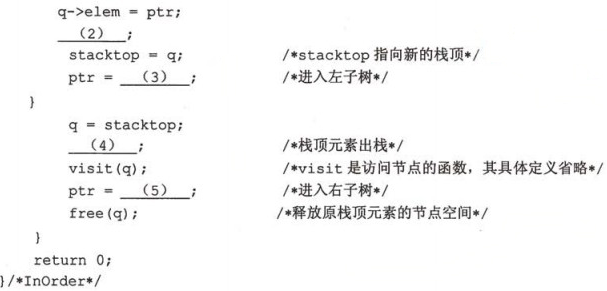 q->elem = ptr;
(2) ;
stacktop = q; /*stacktop 指向新的栈顶*/
ptr = (3) ; /*进入左子树*/
}
q = stacktop;
(4) ; /*栈顶元素出栈*/
visit(q); /*visit 是访问节点的函数，其具体定义省略*/
ptr = (5) ; /*进入右子树*/
free(q); /*释放原栈顶元素的节点空间*/
}
return 0;
}/*InOrder*/